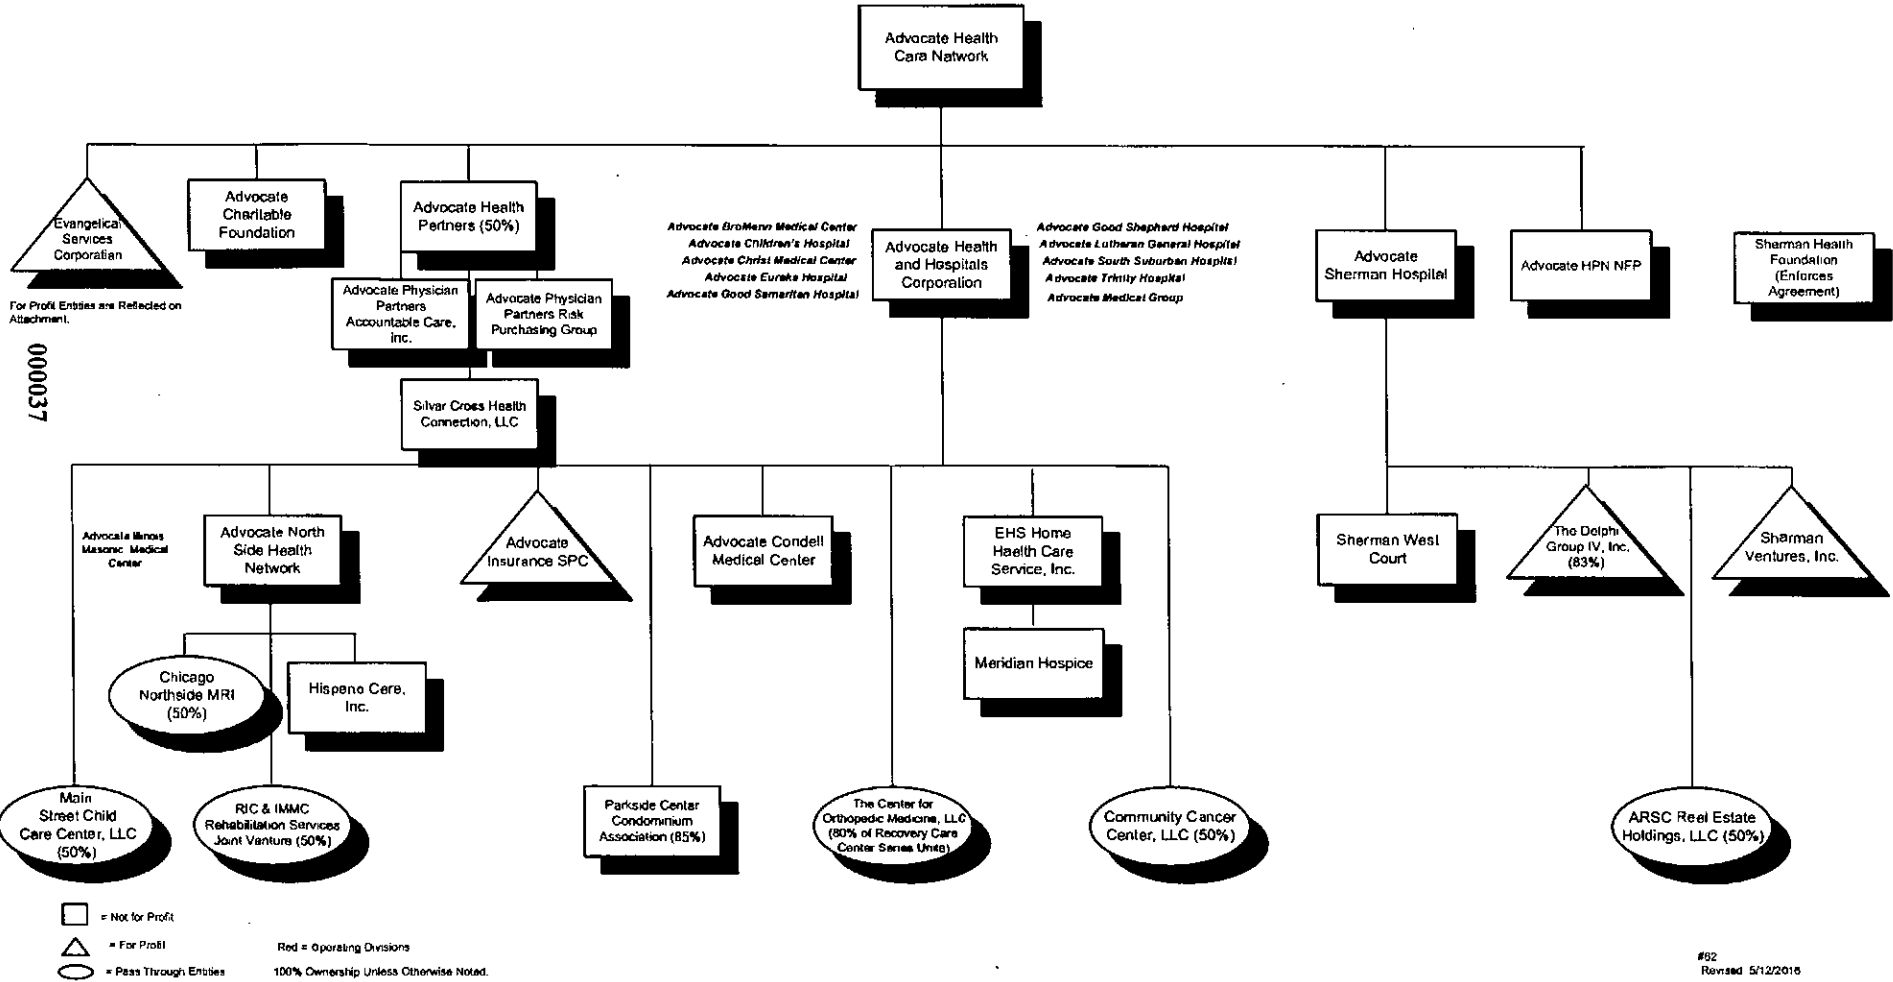 Advocate Health
Cara Natwork
Evangelical
Services
Corporation
For Profit Entities are Reflected on
Attachment.
Advocate
Charitable
Foundation
Advocate Health
Partners (50%)
Advocate Physician
Partners
Accountable Care,
Inc.
Advocate Physician
Partners Risk
Purchasing Group
Silvar Cross Health
Connection, LLC
Advocate BroMenn Medical Center
Advocate Children's Hospital
Advocate Christ Medical Center
Advocate Eureka Hospital
Advocate Good Samaritan Hospital
Advocate Health
and Hospitals
Corporation
Advocate Good Shepherd Hospital
Advocate Lutheran General Hospital
Advocate South Suburban Hospital
Advocate Trinity Hospital
Advocate Medical Group
Advocate
Sherman Hospital
Advocate HPN NFP
Sherman Health
Foundation
(Enforces
Agreement)
000037
Advocate Illinois
Masonic Medical
Center
Advocate North
Side Health
Network
Advocate
Insurance SPC
Advocate Condell
Medical Center
EHS Home
Haelth Care
Service, Inc.
Sherman West
Court
The Delphi
Group IV, Inc.
(83%)
Sharman
Ventures, Inc.
Chicago
Northside MRI
(50%)
Hispano Care,
Inc.
Meridian Hospice
Main
Street Child
Care Center, LLC
(50%)
RIC & IMMC
Rehabilitation Services
Joint Venture (50%)
Parkside Center
Condominium
Association (85%)
The Center for
Orthopedic Medicine, LLC
(80% of Recovery Care
Center Series Units)
Community Cancer
Center, LLC (50%)
ARSC Real Estate
Holdings, LLC (50%)
= Not for Profit
= For Profit
= Pass Through Entities
Red = Operating Divisions
100% Ownership Unless Otherwise Noted.
#62
Revised 5/12/2016